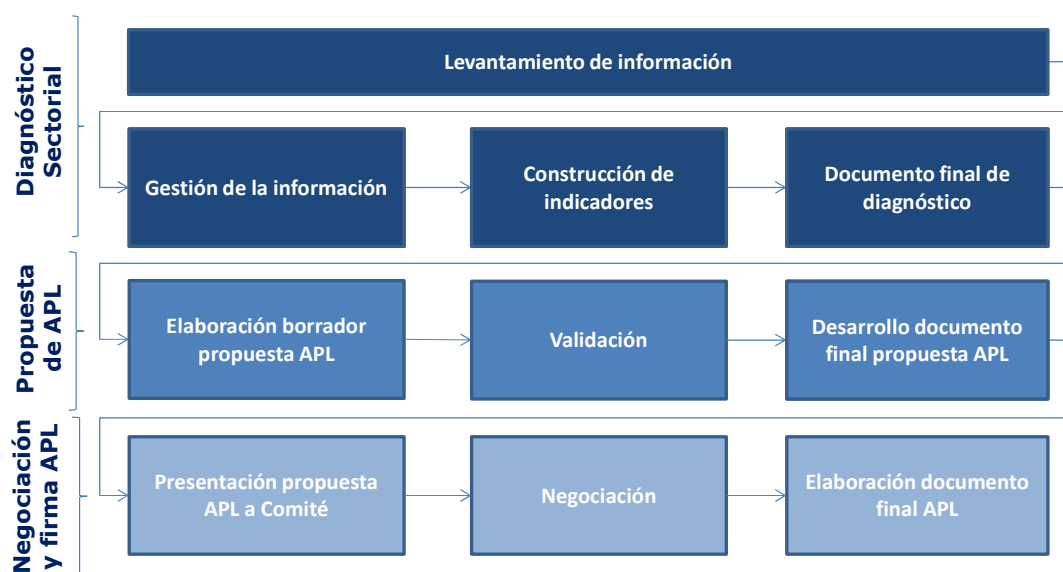 Diagnóstico
Sectorial
Levantamiento de información
Gestión de la información
Construcción de
indicadores
Documento final de
diagnóstico
Propuesta
de APL
Elaboración borrador
propuesta APL
Validación
Desarrollo documento
final propuesta APL
Negociación
y firma APL
Presentación propuesta
APL a Comité
Negociación
Elaboración documento
final APL